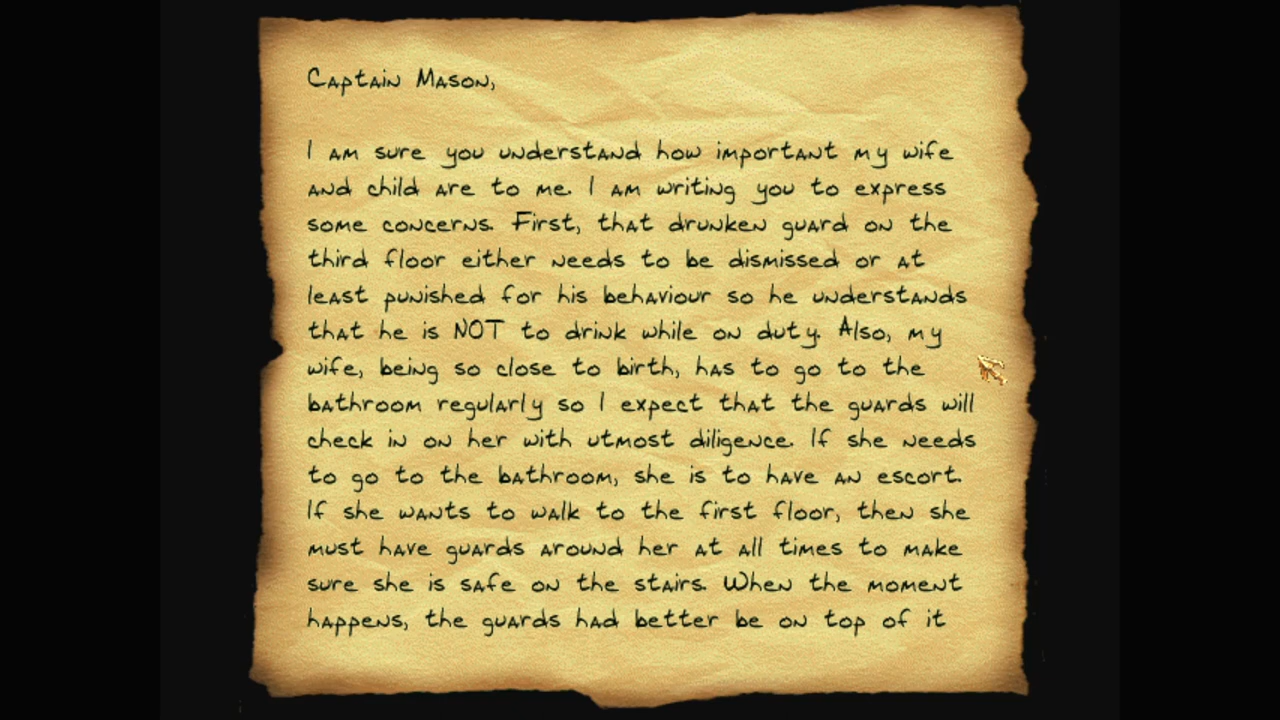 Captain Mason,
I am sure you understand how important my wife
and child are to me. I am writing you to express
some concerns. First, that drunken guard on the
third floor either needs to be dismissed or at
least punished for his behaviour so he understands
that he is NOT to drink while on duty. Also, my
wife, being so close to birth, has to go to the
bathroom regularly so I expect that the guards will
check in on her with utmost diligence. If she needs
to go to the bathroom, she is to have an escort.
If she wants to walk to the first floor, then she
must have guards around her at all times to make
sure she is safe on the stairs. When the moment
happens, the guards had better be on top of it